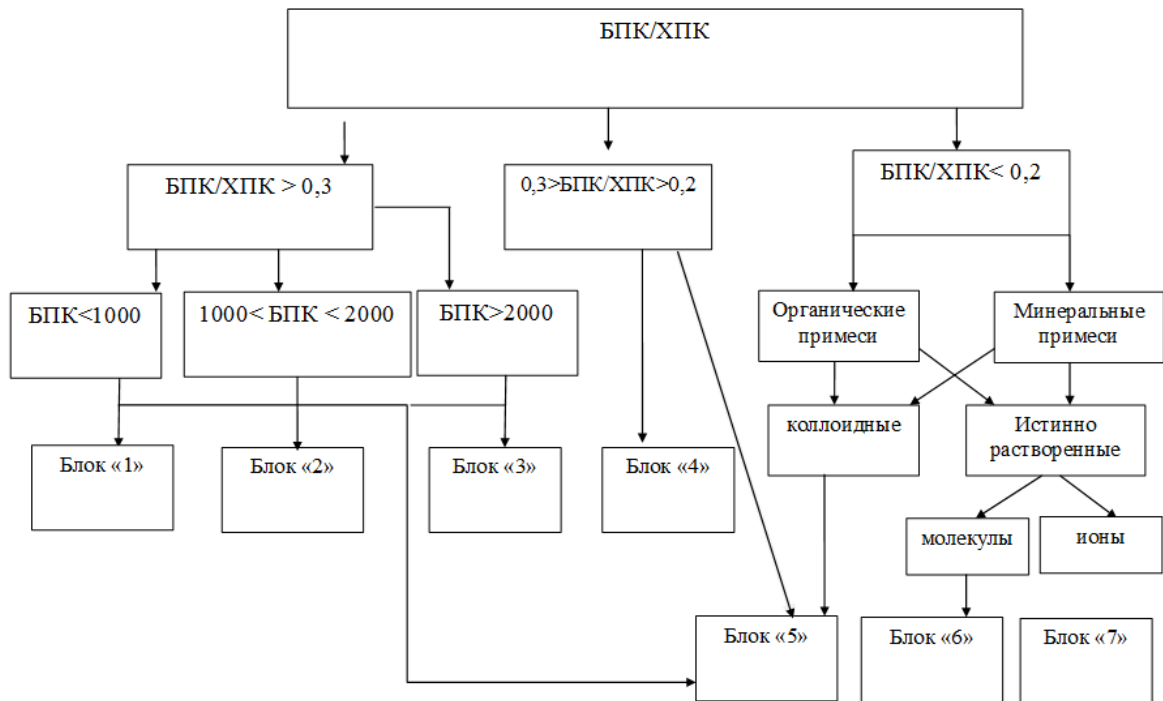 БПК/ХПК
БПК/ХПК > 0,3
0,3>БПК/ХПК>0,2
БПК/ХПК< 0,2
БПК<1000
1000< БПК < 2000
БПК>2000
Органические
примеси
Минеральные
примеси
коллоидные
Истинно
растворенные
Блок «1»
Блок «2»
Блок «3»
Блок «4»
молекулы
ионы
Блок «5»
Блок «6»
Блок «7»